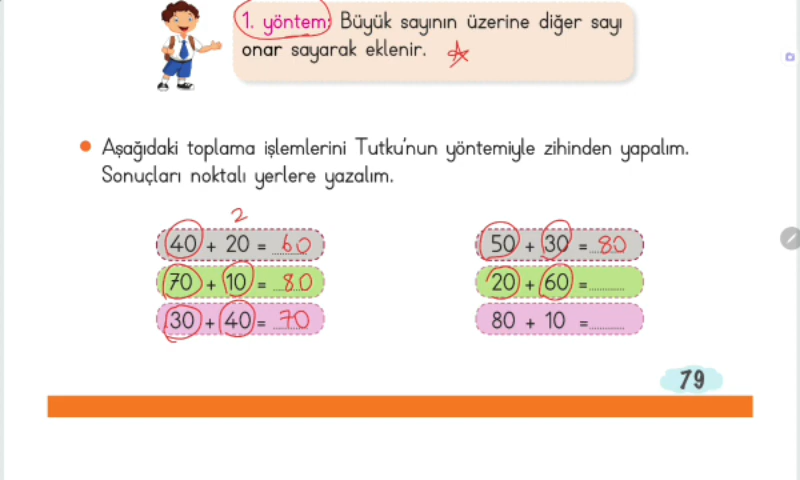 1. yöntem: Büyük sayının üzerine diğer sayı
onar sayarak eklenir.
Aşağıdaki toplama işlemlerini Tutku'nun yöntemiyle zihinden yapalım.
Sonuçları noktalı yerlere yazalım.
2
40 + 20 = 60
70 + 10 = 80
30 + 40 = 70
50 + 30 = 80
20 + 60 = ............
80 + 10 = ............
79